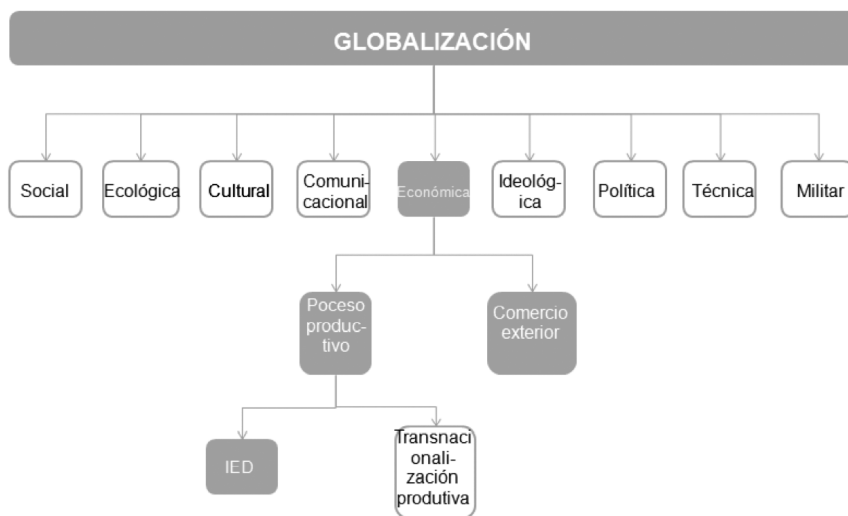 GLOBALIZACIÓN
Social
Ecológica
Cultural
Comuni-
cacional
Económica
Ideológ-
ica
Política
Técnica
Militar
Poceso
produc-
tivo
Comercio
exterior
IED
Transnaci
onali-
zación
produtiva